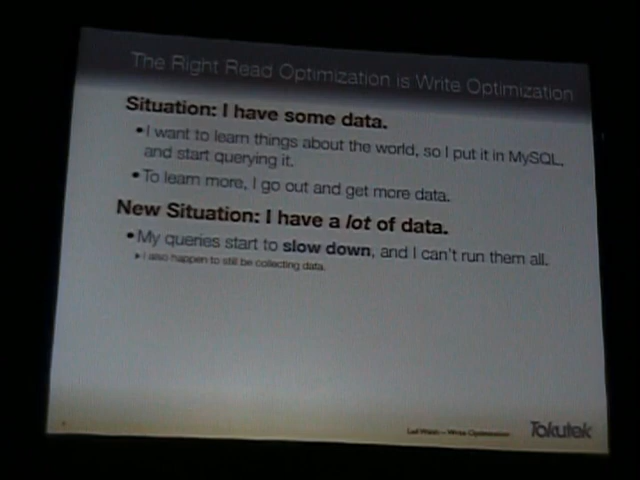 The Right Read Optimization is Write Optimization
Situation: I have some data.
• I want to learn things about the world, so I put it in MySQL,
and start querying it.
• To learn more, I go out and get more data.
New Situation: I have a lot of data.
• My queries start to slow down, and I can't run them all.
▸ I also happen to still be collecting data.
Write Optimization
Tokutek